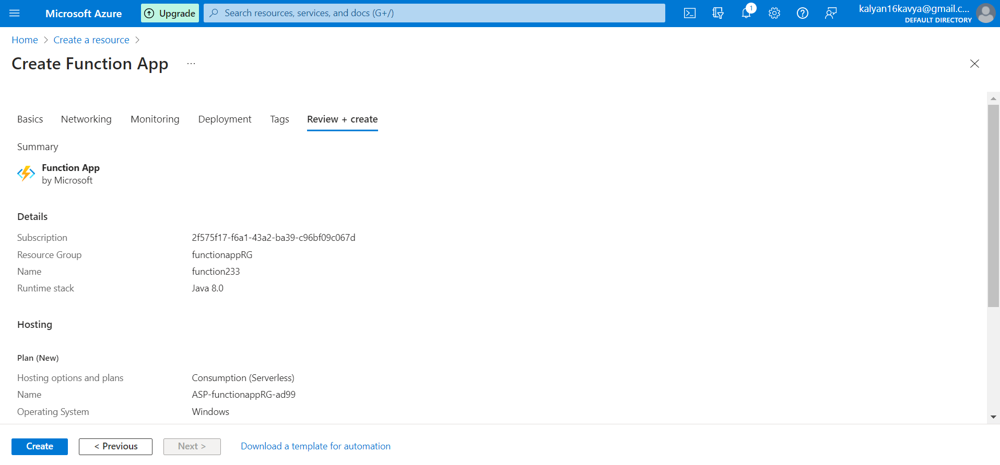 Microsoft Azure
Upgrade
Search resources, services, and docs (G+/)
1
kalyan16kavya@gmail.c...
DEFAULT DIRECTORY
Home > Create a resource >
Create Function App ...
Basics Networking Monitoring Deployment Tags Review + create
Summary
Function App
by Microsoft
Details
Subscription 2f575f17-f6a1-43a2-ba39-c96bf09c067d
Resource Group functionappRG
Name function233
Runtime stack Java 8.0
Hosting
Plan (New)
Hosting options and plans Consumption (Serverless)
Name ASP-functionappRG-ad99
Operating System Windows
Create < Previous Next > Download a template for automation